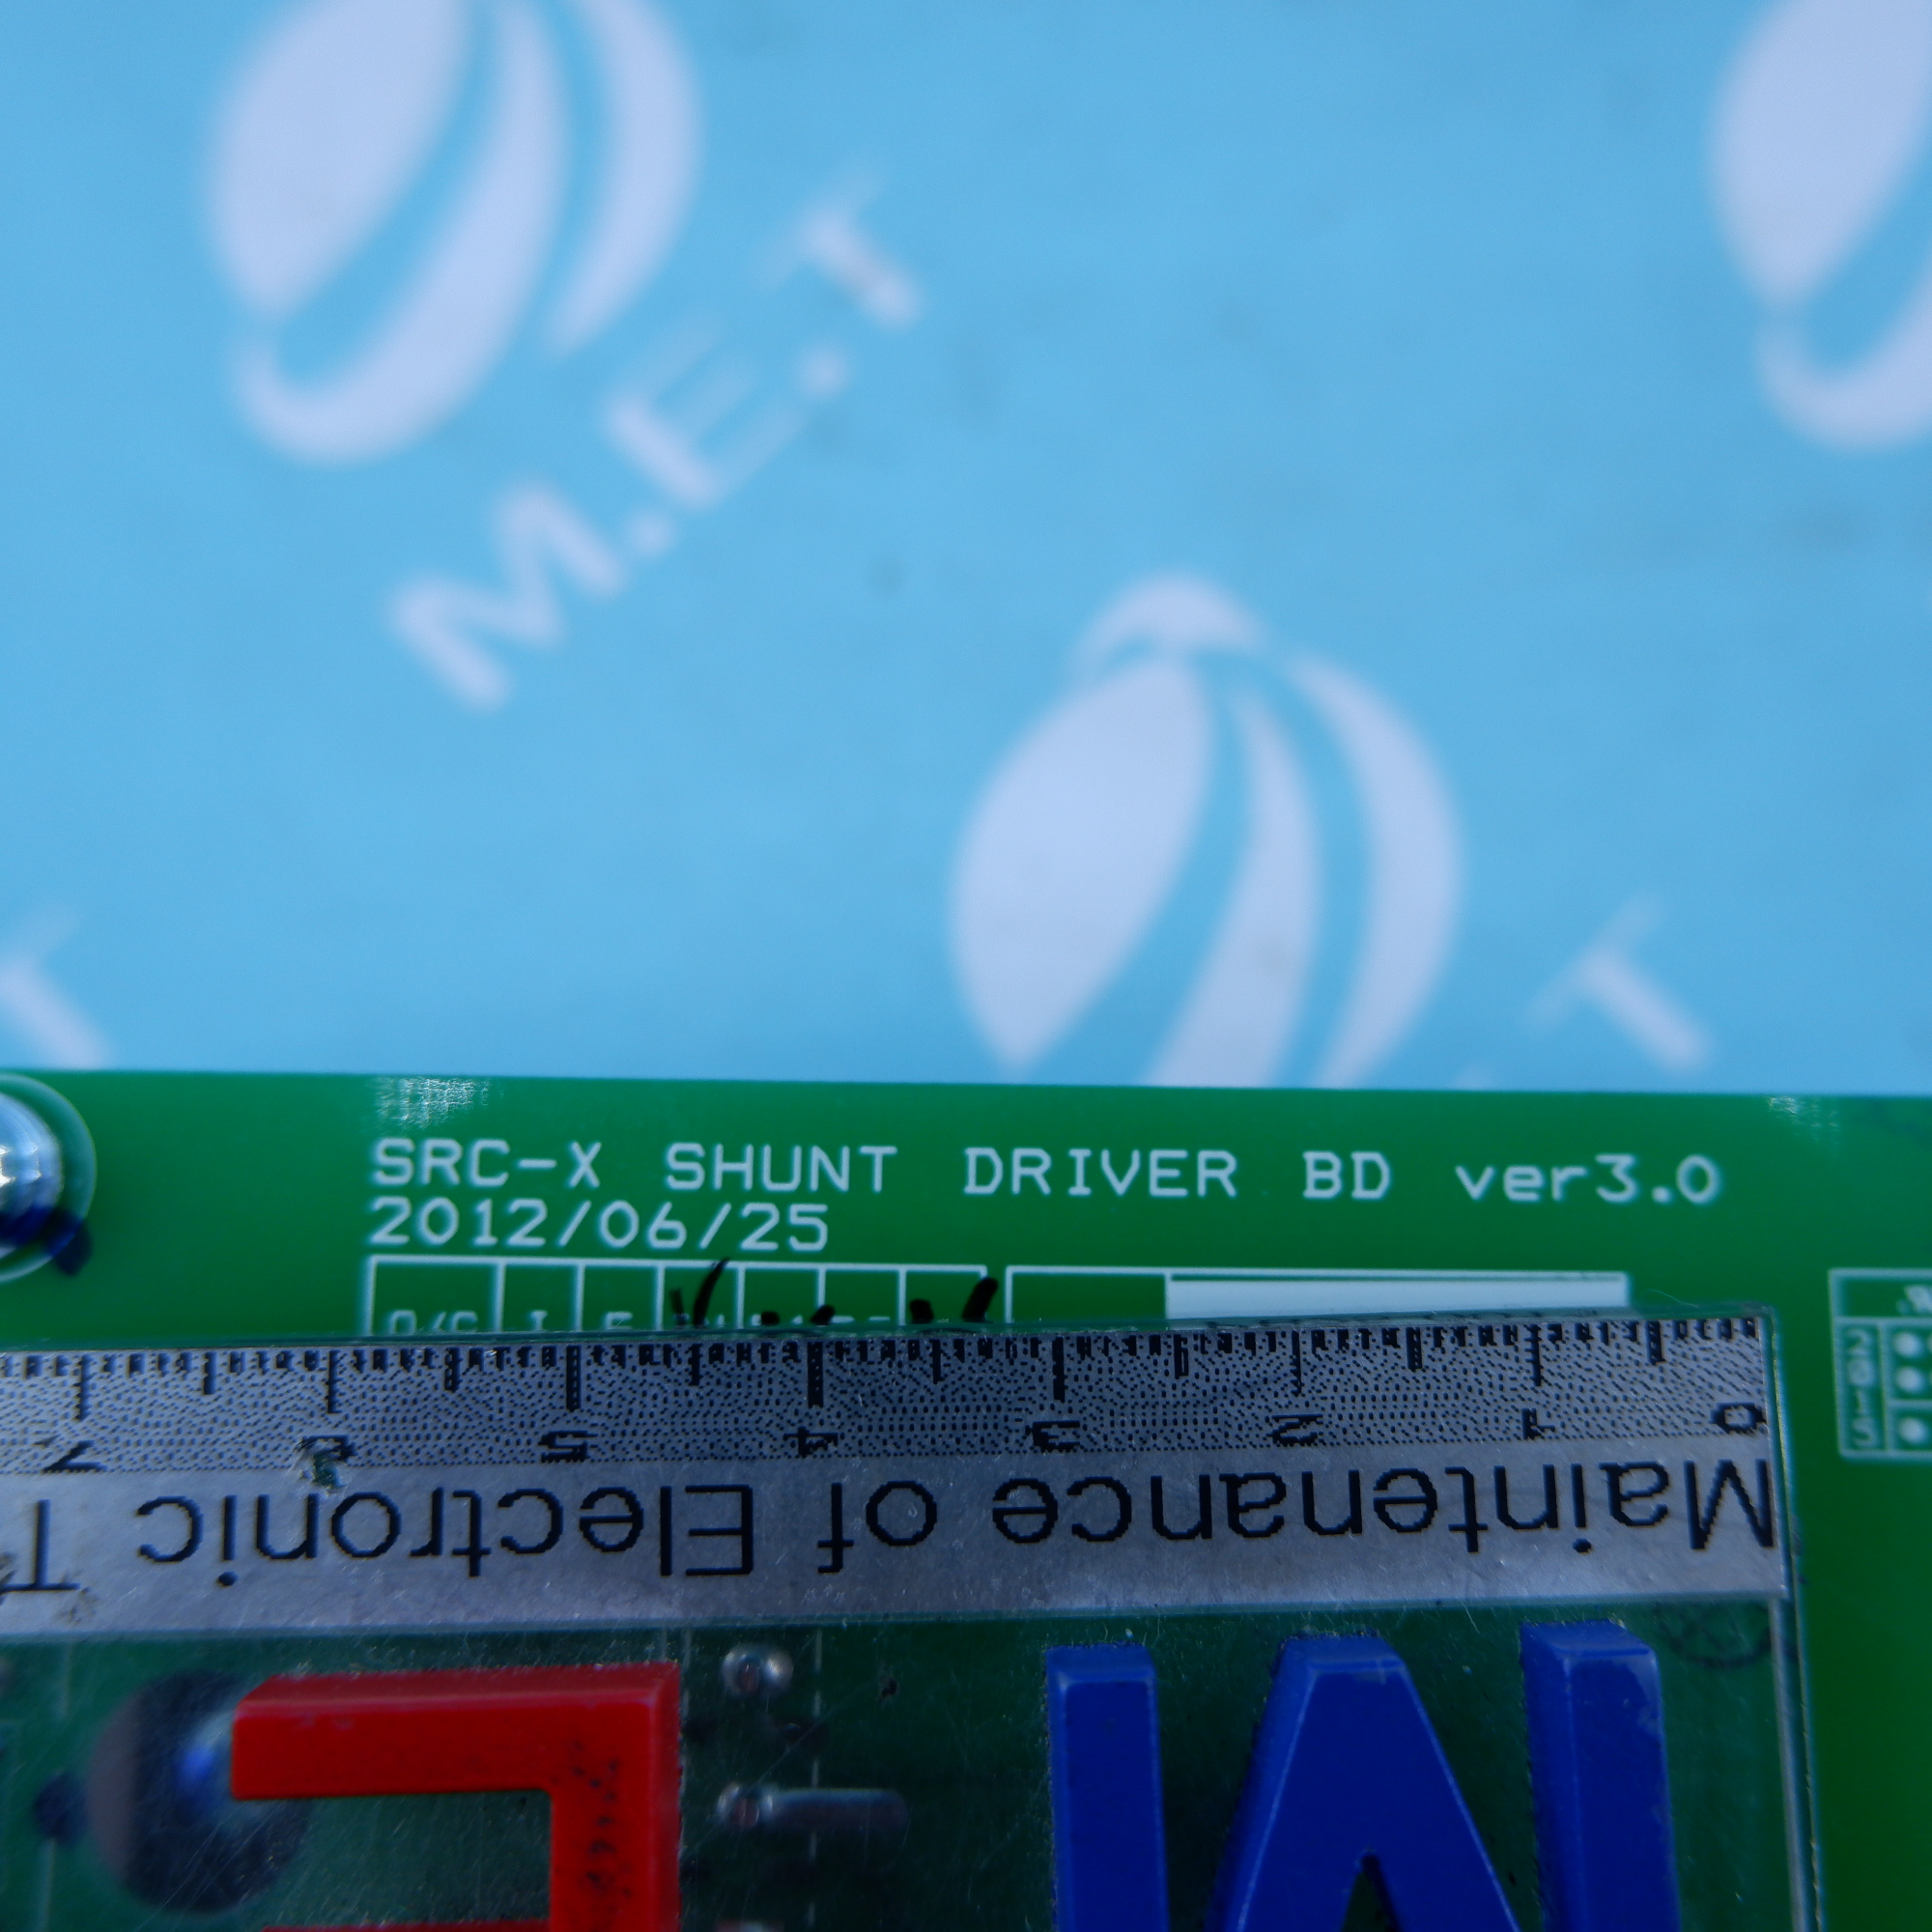 M.E.T
T
T
SRC-X SHUNT DRIVER BD ver3.0
2012/06/25
0 1 2 3 4 5 6 7
Maintenance of Electronic T
M E